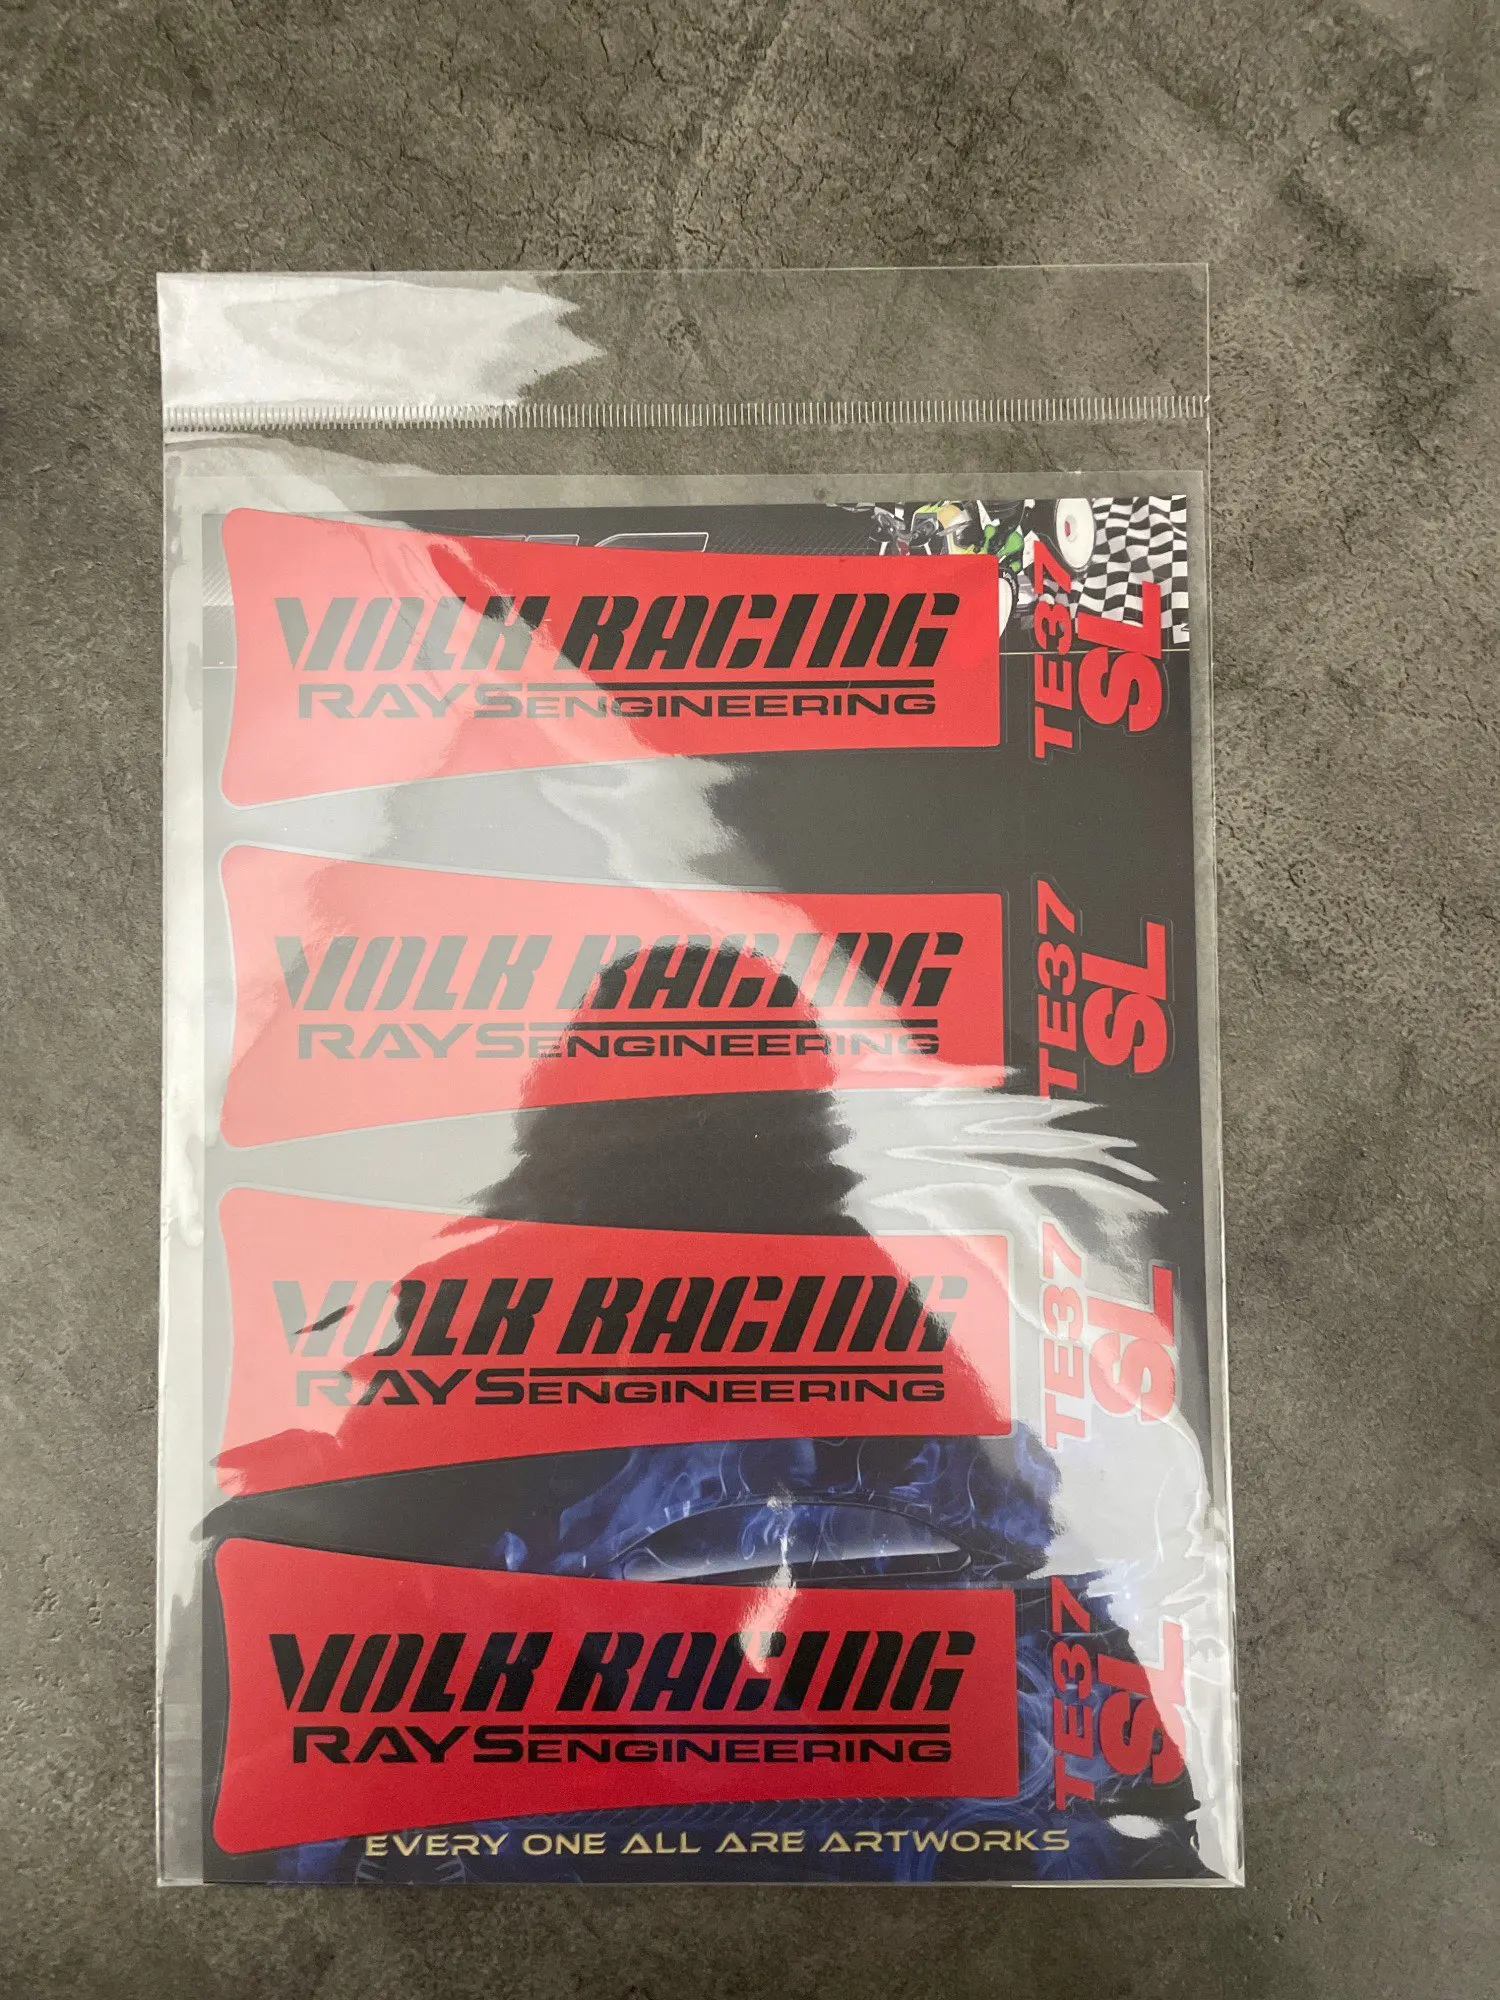 VOLK RACING
RAYS ENGINEERING
TE37
SL
VOLK RACING
RAYS ENGINEERING
TE37
SL
VOLK RACING
RAYS ENGINEERING
TE37
SL
VOLK RACING
RAYS ENGINEERING
TE37
SL
EVERY ONE ALL ARE ARTWORKS